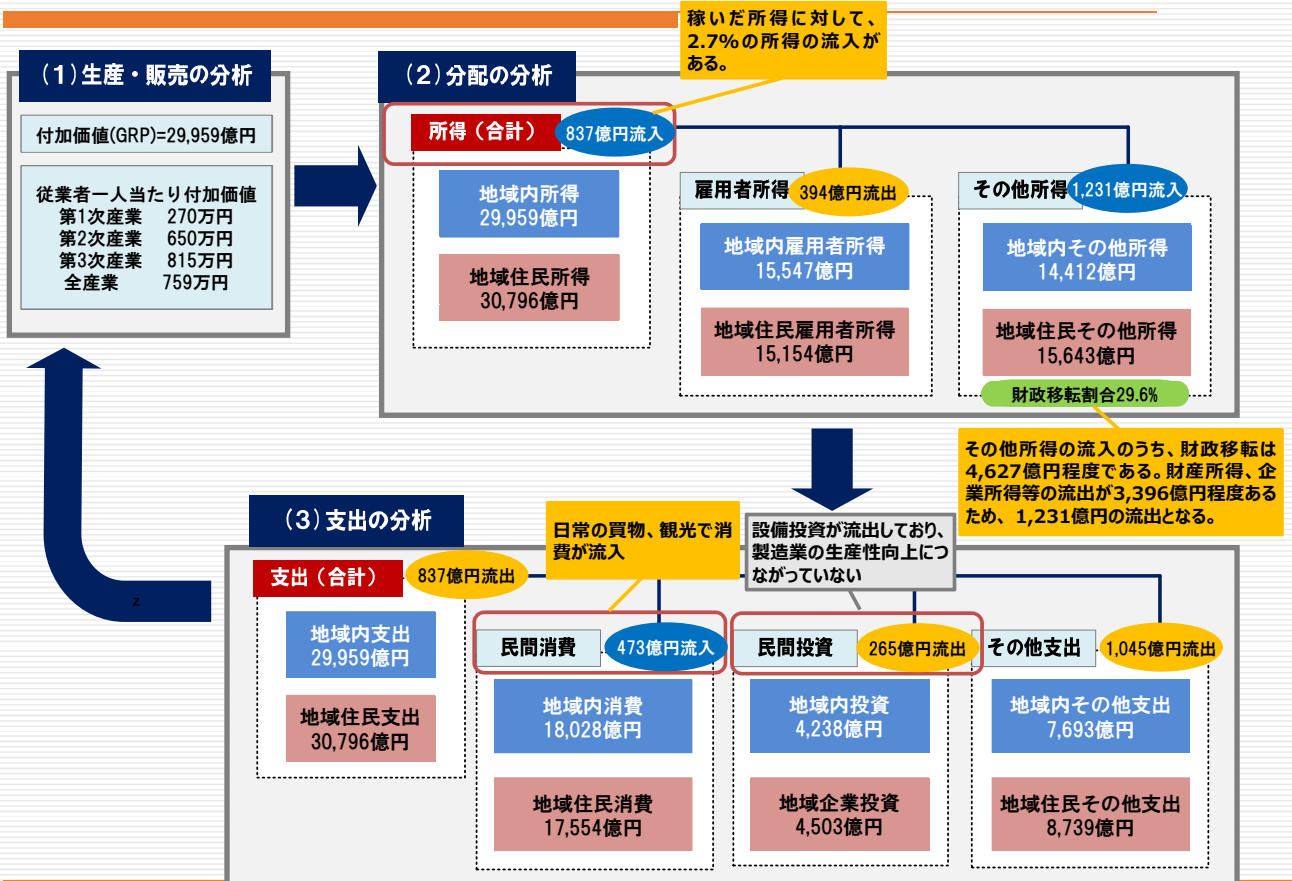 稼いだ所得に対して、
2.7%の所得の流入が
ある。
(1)生産・販売の分析
付加価値(GRP)=29,959億円
従業者一人当たり付加価値
第1次産業 270万円
第2次産業 650万円
第3次産業 815万円
全産業 759万円
(2)分配の分析
所得(合計)
837億円流入
地域内所得
29,959億円
地域住民所得
30,796億円
雇用者所得
394億円流出
地域内雇用者所得
15,547億円
地域住民雇用者所得
15,154億円
その他所得
1,231億円流入
地域内その他所得
14,412億円
地域住民その他所得
15,643億円
財政移転割合29.6%
その他所得の流入のうち、財政移転は
4,627億円程度である。財産所得、企
業所得等の流出が3,396億円程度ある
ため、1,231億円の流出となる。
(3)支出の分析
日常の買物、観光で消
費が流入
設備投資が流出しており、
製造業の生産性向上につ
ながっていない
支出(合計)
837億円流出
地域内支出
29,959億円
地域住民支出
30,796億円
民間消費
473億円流入
地域内消費
18,028億円
地域住民消費
17,554億円
民間投資
265億円流出
地域内投資
4,238億円
地域企業投資
4,503億円
その他支出
1,045億円流出
地域内その他支出
7,693億円
地域住民その他支出
8,739億円
z